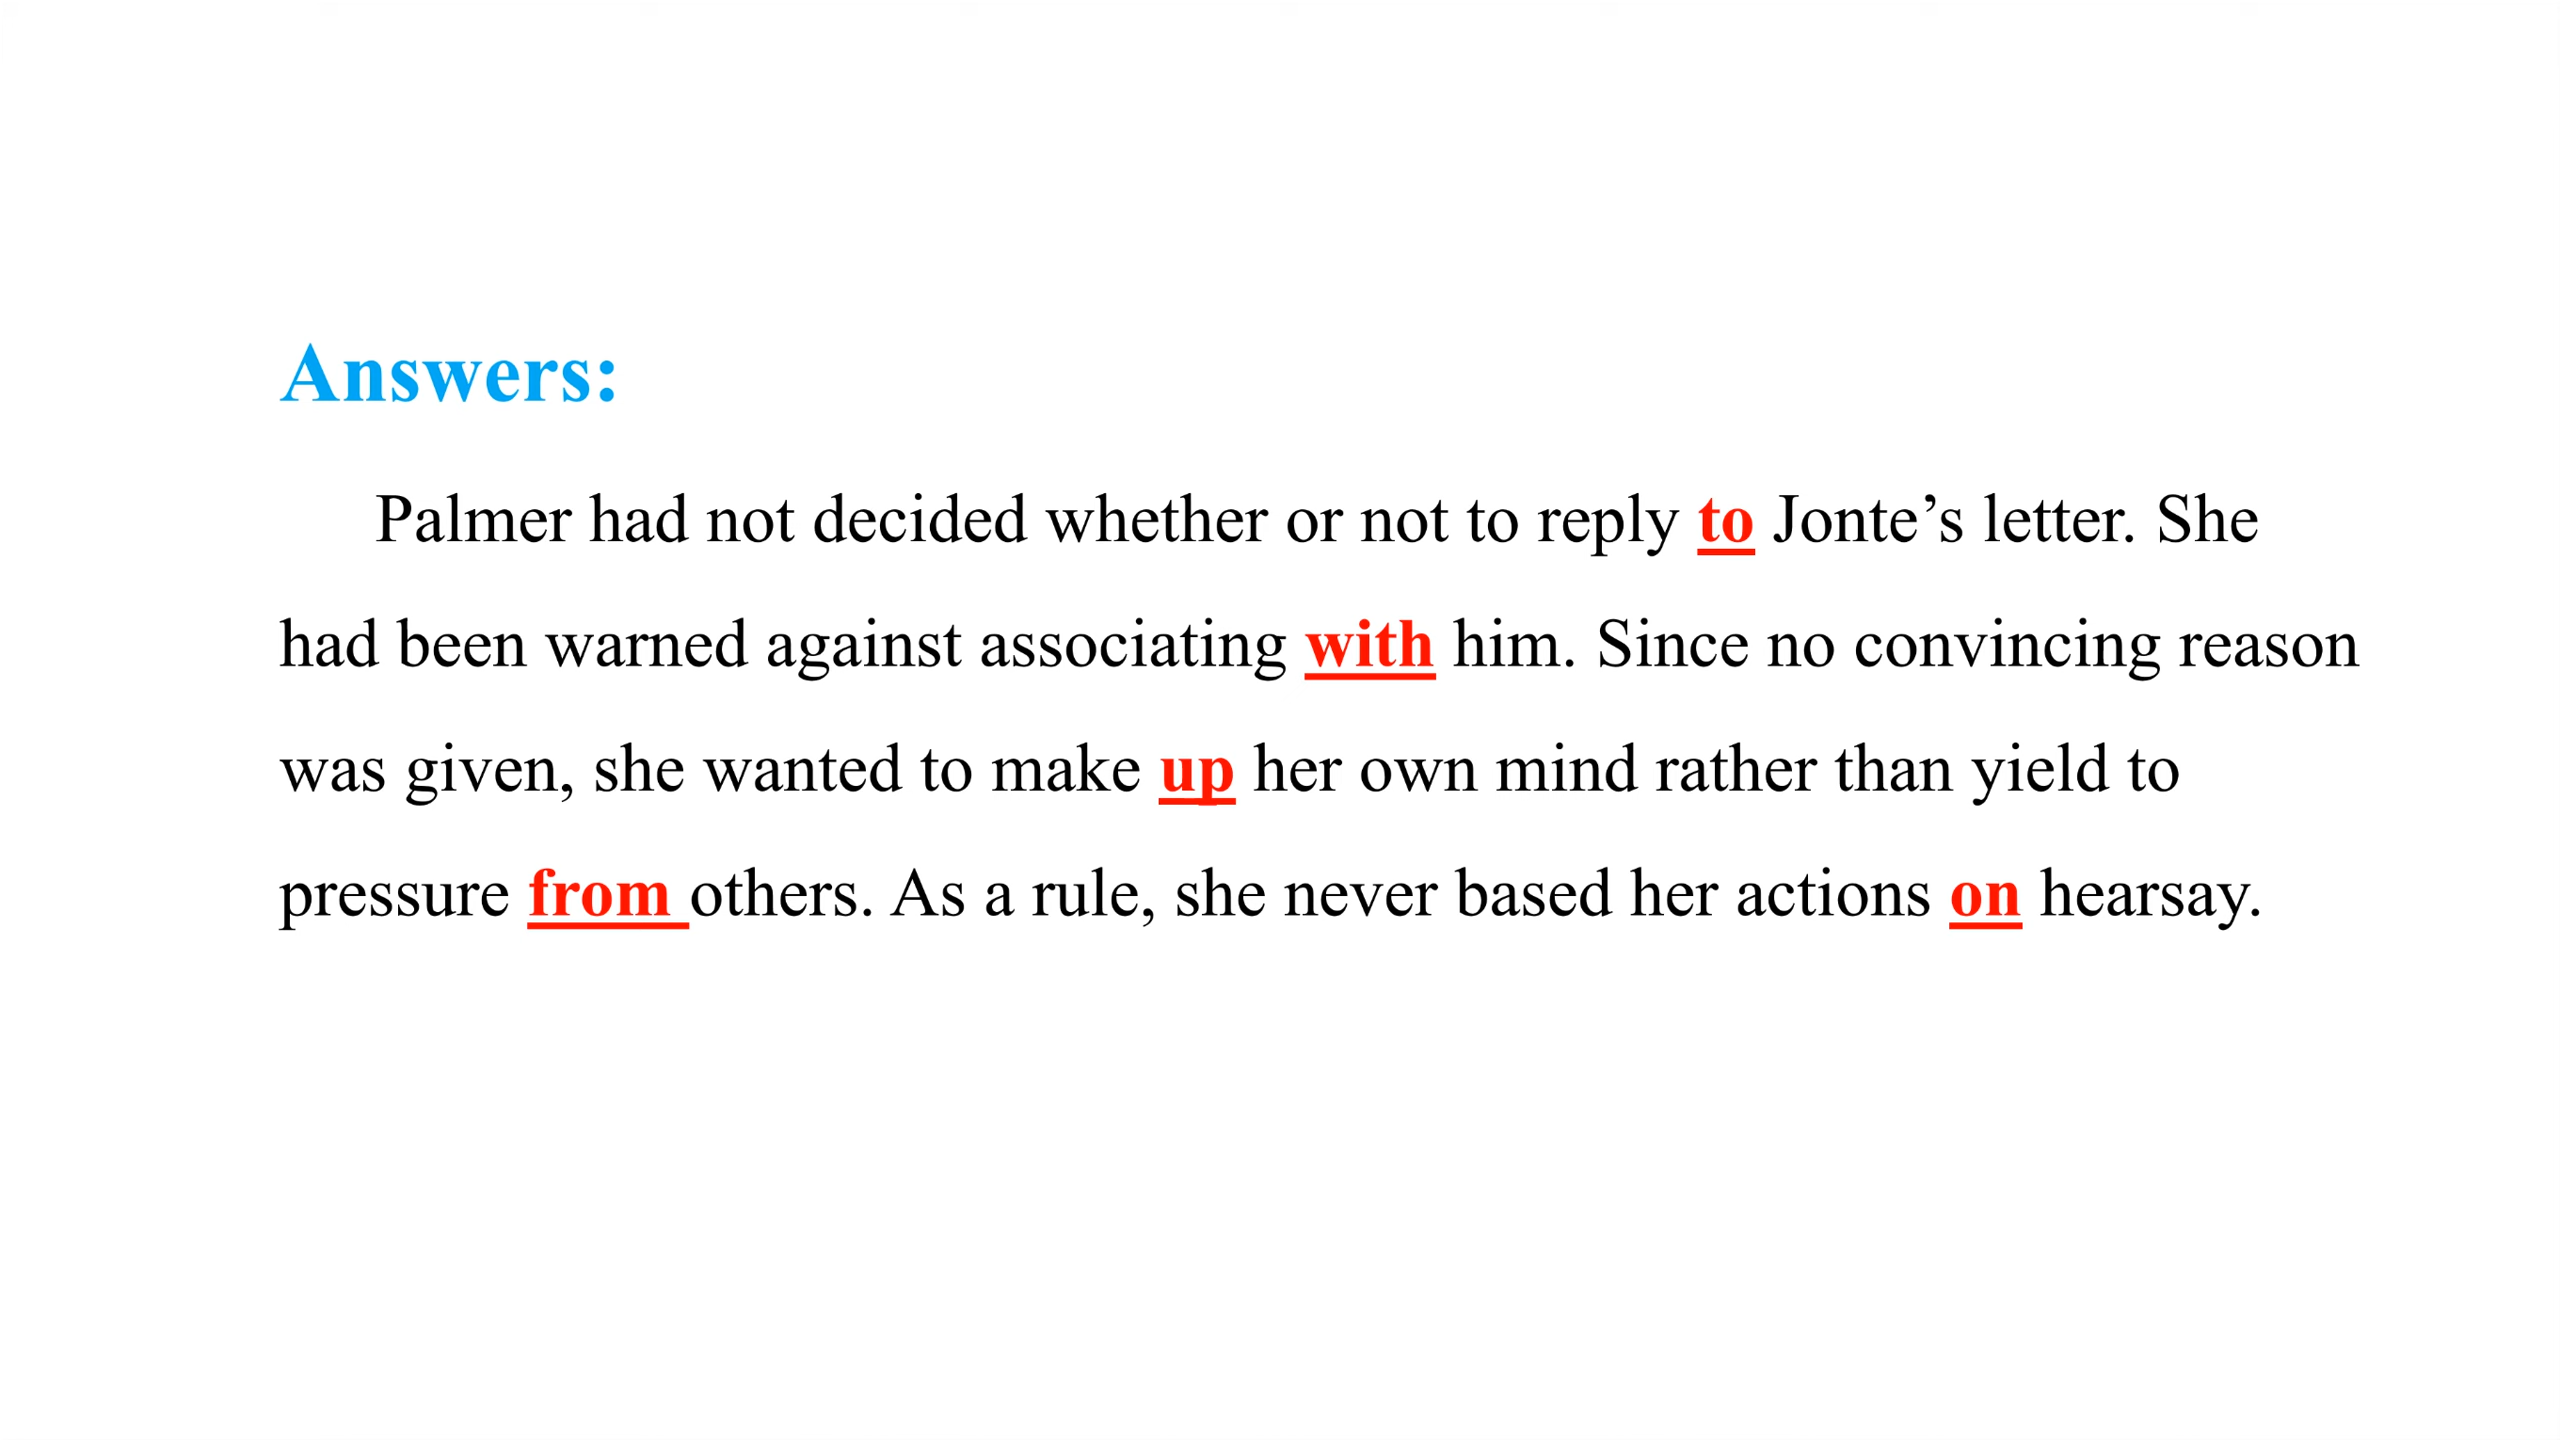 Answers:
Palmer had not decided whether or not to reply to Jonte’s letter. She
had been warned against associating with him. Since no convincing reason
was given, she wanted to make up her own mind rather than yield to
pressure from others. As a rule, she never based her actions on hearsay.